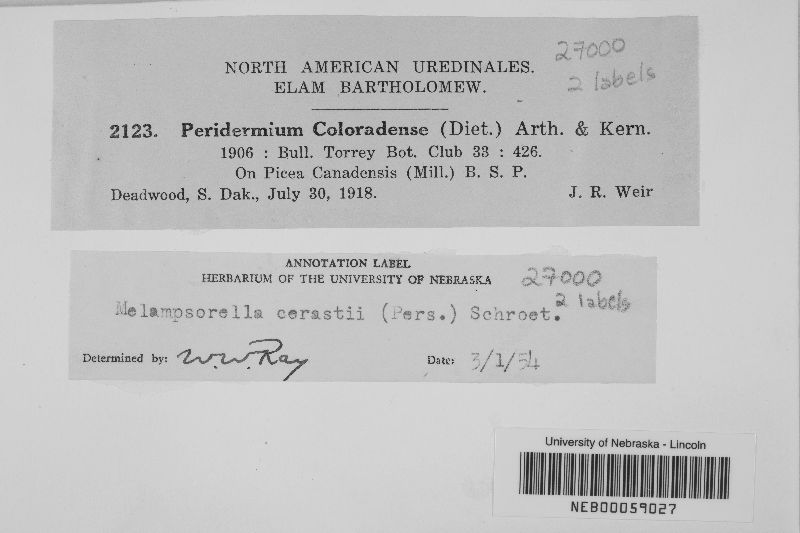 NORTH AMERICAN UREDINALES.
27000
ELAM BARTHOLOMEW.
2 labels
2123. Peridermium Coloradense (Diet.) Arth. & Kern.
1906 : Bull. Torrey Bot. Club 33 : 426.
On Picea Canadensis (Mill.) B. S. P.
Deadwood, S. Dak., July 30, 1918. J. R. Weir
ANNOTATION LABEL
HERBARIUM OF THE UNIVERSITY OF NEBRASKA
27000
2 labels
Melampsorella cerastii (Pers.) Schroet.
Determined by: W.W. Ray Date: 3/1/54
University of Nebraska - Lincoln
NEB00059027